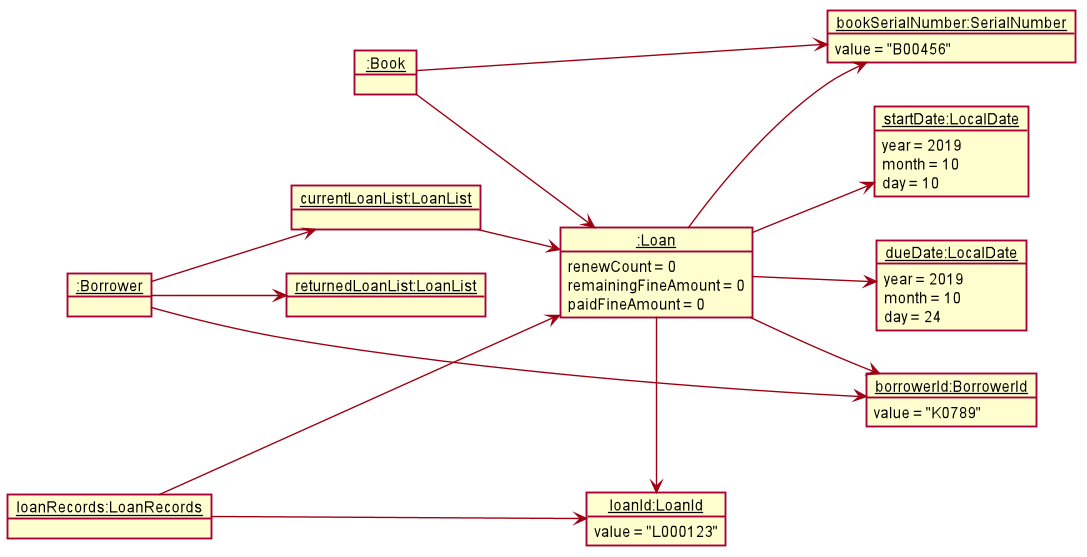 bookSerialNumber:SerialNumber
value = "B00456"
:Book
startDate:LocalDate
year = 2019
month = 10
day = 10
currentLoanList:LoanList
:Loan
renewCount = 0
remainingFineAmount = 0
paidFineAmount = 0
dueDate:LocalDate
year = 2019
month = 10
day = 24
:Borrower
returnedLoanList:LoanList
borrowerId:BorrowerId
value = "K0789"
loanRecords:LoanRecords
loanId:LoanId
value = "L000123"